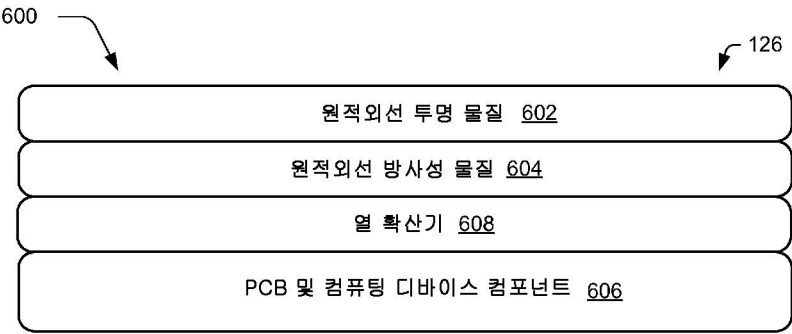 600
126
원적외선 투명 물질 602
원적외선 방사성 물질 604
열 확산기 608
PCB 및 컴퓨팅 디바이스 컴포넌트 606